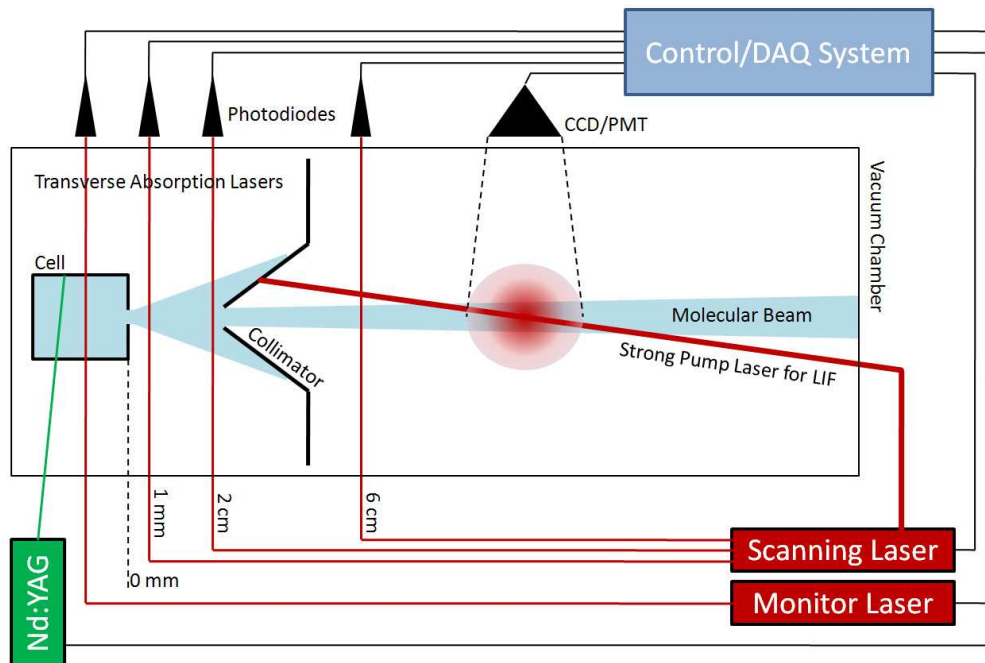 Control/DAQ System
Photodiodes
CCD/PMT
Transverse Absorption Lasers
Vacuum Chamber
Cell
Molecular Beam
Collimator
Strong Pump Laser for LIF
1 mm
2 cm
6 cm
Scanning Laser
0 mm
Monitor Laser
Nd:YAG